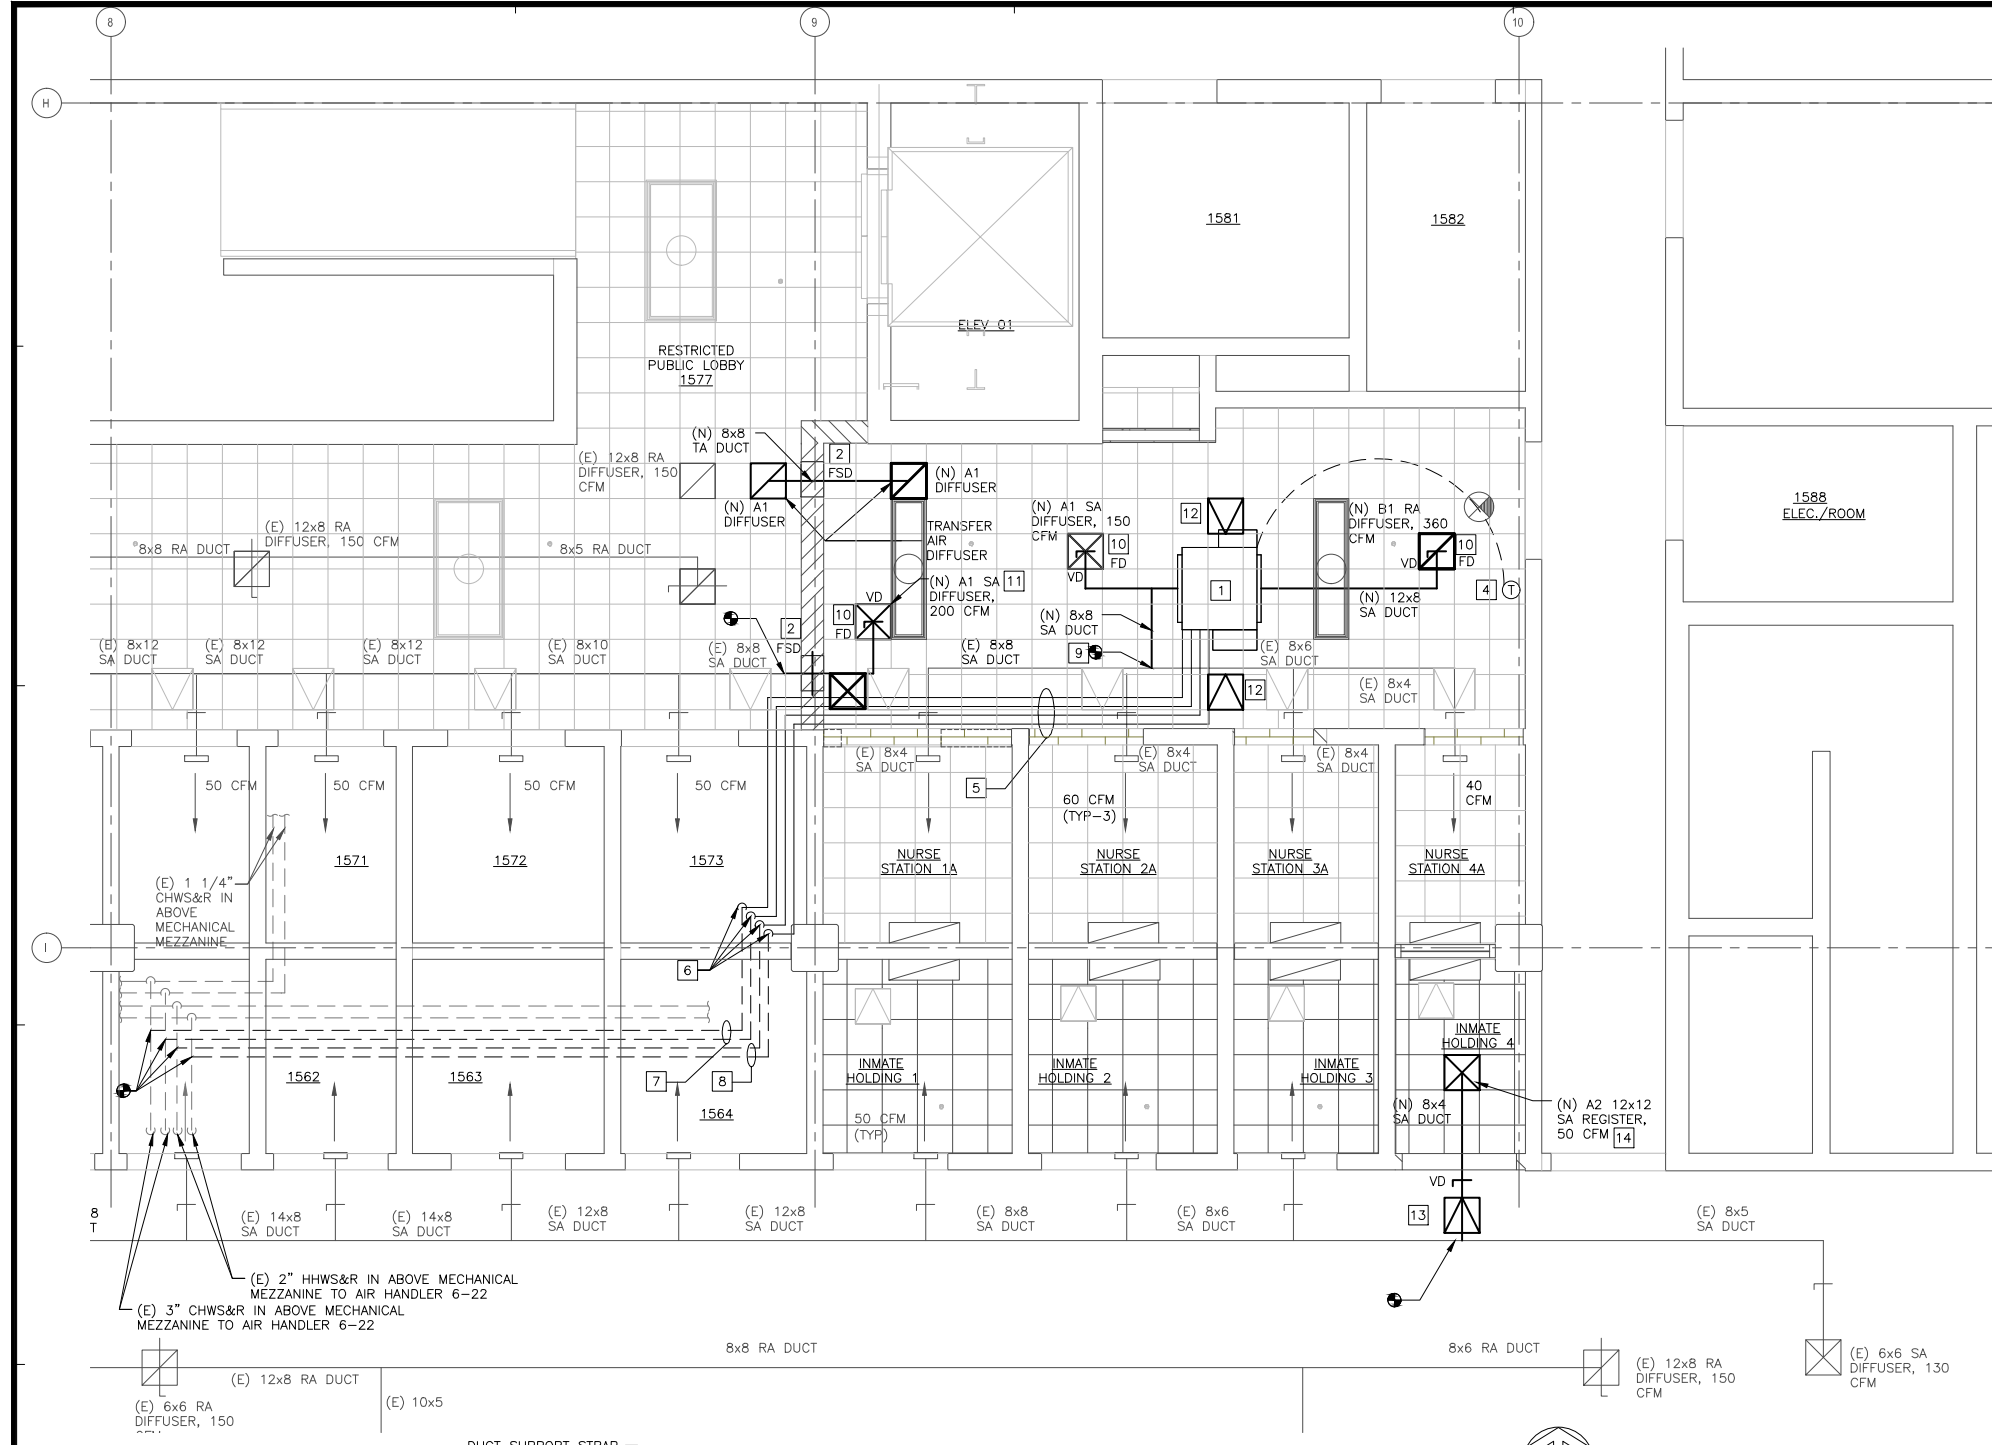 8
9
10
H
1581
1582
ELEV 01
RESTRICTED
PUBLIC LOBBY
1577
(N) 8x8
TA DUCT
2
FSD
(E) 12x8 RA
DIFFUSER, 150
CFM
(N) A1
DIFFUSER
(N) A1
DIFFUSER
(N) A1 SA
DIFFUSER, 150
CFM
12
(N) B1 RA
DIFFUSER, 360
CFM
1588
ELEC./ROOM
(E) 12x8 RA
DIFFUSER, 150 CFM
8x8 RA DUCT
8x5 RA DUCT
TRANSFER
AIR
DIFFUSER
10
FD
VD
10
FD
VD
(N) A1 SA
DIFFUSER,
200 CFM
11
1
4
T
(N) 12x8
SA DUCT
VD
10
FD
(N) 8x8
SA DUCT
2
FSD
9
(E) 8x12
SA DUCT
(E) 8x12
SA DUCT
(E) 8x12
SA DUCT
(E) 8x10
SA DUCT
(E) 8x8
SA DUCT
(E) 8x8
SA DUCT
(E) 8x6
SA DUCT
12
(E) 8x4
SA DUCT
(E) 8x4
SA DUCT
(E) 8x4
SA DUCT
(E) 8x4
SA DUCT
50 CFM
50 CFM
50 CFM
50 CFM
5
60 CFM
(TYP-3)
40
CFM
1571
1572
1573
NURSE
STATION 1A
NURSE
STATION 2A
NURSE
STATION 3A
NURSE
STATION 4A
(E) 1 1/4"
CHWS&R IN
ABOVE
MECHANICAL
MEZZANINE
I
6
7
8
1562
1563
1564
INMATE
HOLDING 1
INMATE
HOLDING 2
INMATE
HOLDING 3
INMATE
HOLDING 4
50 CFM
(TYP)
(N) 8x4
SA DUCT
(N) A2 12x12
SA REGISTER,
50 CFM
14
VD
13
8
T
(E) 14x8
SA DUCT
(E) 14x8
SA DUCT
(E) 12x8
SA DUCT
(E) 12x8
SA DUCT
(E) 8x8
SA DUCT
(E) 8x6
SA DUCT
(E) 8x5
SA DUCT
(E) 2" HHWS&R IN ABOVE MECHANICAL
MEZZANINE TO AIR HANDLER 6-22
(E) 3" CHWS&R IN ABOVE MECHANICAL
MEZZANINE TO AIR HANDLER 6-22
8x8 RA DUCT
8x6 RA DUCT
(E) 12x8 RA DUCT
(E) 10x5
(E) 6x6 RA
DIFFUSER, 150
CFM
(E) 12x8 RA
DIFFUSER, 150
CFM
(E) 6x6 SA
DIFFUSER, 130
CFM
DUCT SUPPORT STRAP